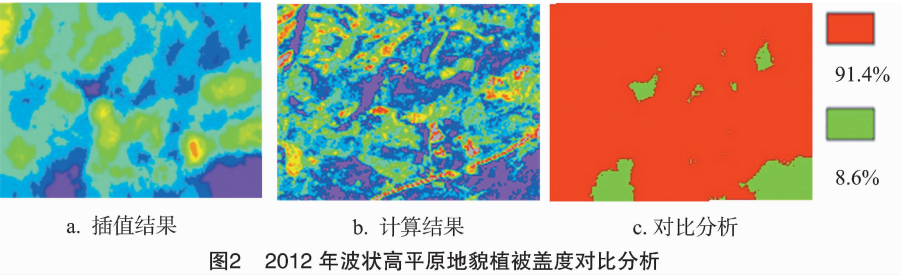 91.4%
8.6%
a. 插值结果
b. 计算结果
c. 对比分析
图2 2012 年波状高平原地貌植被盖度对比分析